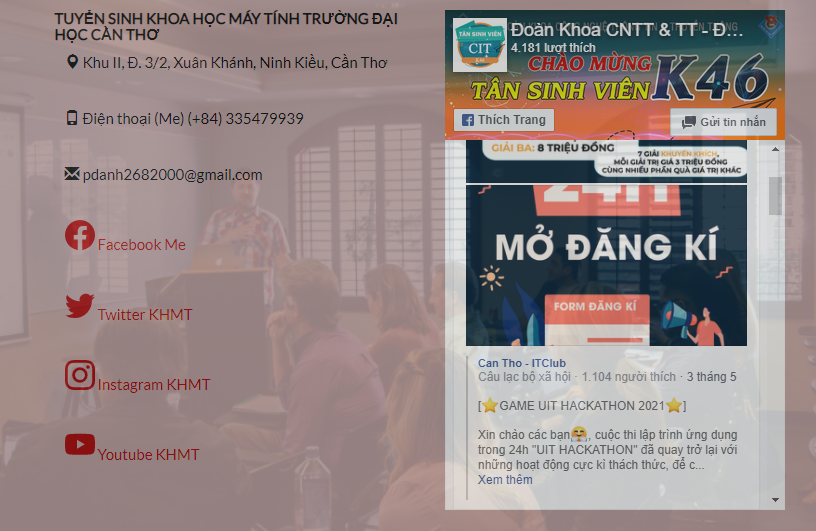 TUYỂN SINH KHOA HỌC MÁY TÍNH TRƯỜNG ĐẠI
HỌC CẦN THƠ
Khu II, Đ. 3/2, Xuân Khánh, Ninh Kiều, Cần Thơ
Điện thoại (Me) (+84) 335479939
pdanh2682000@gmail.com
Facebook Me
Twitter KHMT
Instagram KHMT
Youtube KHMT
TÂN SINH VIÊN
CIT
Đoàn Khoa CNTT & TT - Đ...
4.181 lượt thích
CHÀO MỪNG
TÂN SINH VIÊN K46
Thích Trang
Gửi tin nhắn
GIẢI BA: 8 TRIỆU ĐỒNG
7 GIẢI KHUYẾN KHÍCH,
MỖI GIẢI TRỊ GIÁ 3 TRIỆU ĐỒNG
CÙNG NHIỀU PHẦN QUÀ GIÁ TRỊ KHÁC
24H
MỞ ĐĂNG KÍ
FORM ĐĂNG KÍ
Can Tho - ITClub
Câu lạc bộ xã hội · 1.104 người thích · 3 tháng 5
[⭐GAME UIT HACKATHON 2021⭐]
Xin chào các bạn🤗, cuộc thi lập trình ứng dụng
trong 24h "UIT HACKATHON" đã quay trở lại với
những hoạt động cực kì thách thức, để c...
Xem thêm